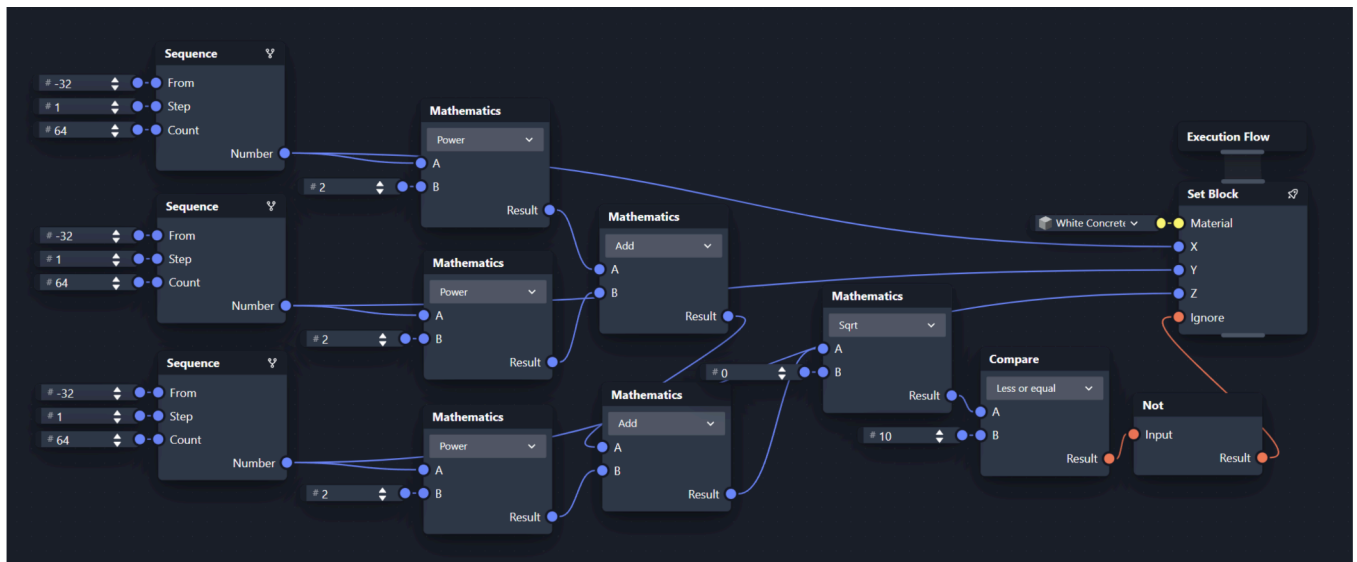 Sequence
# -32
From
# 1
Step
# 64
Count
Number
Mathematics
Power
A
# 2
B
Result
Sequence
# -32
From
# 1
Step
# 64
Count
Number
Mathematics
Power
A
# 2
B
Result
Sequence
# -32
From
# 1
Step
# 64
Count
Number
Mathematics
Power
A
# 2
B
Result
Mathematics
Add
A
B
Result
Mathematics
Add
A
B
Result
Mathematics
Sqrt
A
# 0
B
Result
Compare
Less or equal
A
# 10
B
Result
Not
Input
Result
Execution Flow
Set Block
White Concrete
Material
X
Y
Z
Ignore